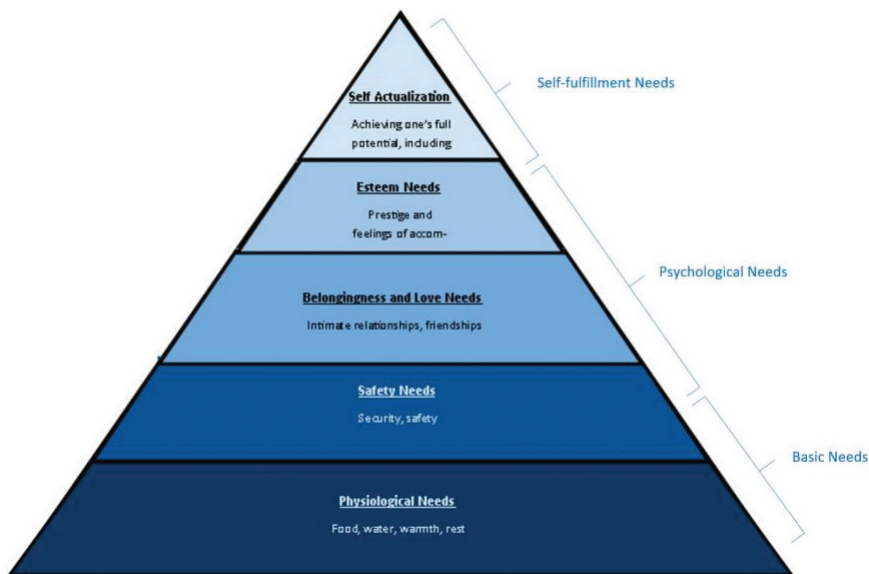 Self Actualization
Achieving one's full
potential, including
Self-fulfillment Needs
Esteem Needs
Prestige and
feelings of accom-
Psychological Needs
Belongingness and Love Needs
Intimate relationships, friendships
Safety Needs
Security, safety
Basic Needs
Physiological Needs
Food, water, warmth, rest